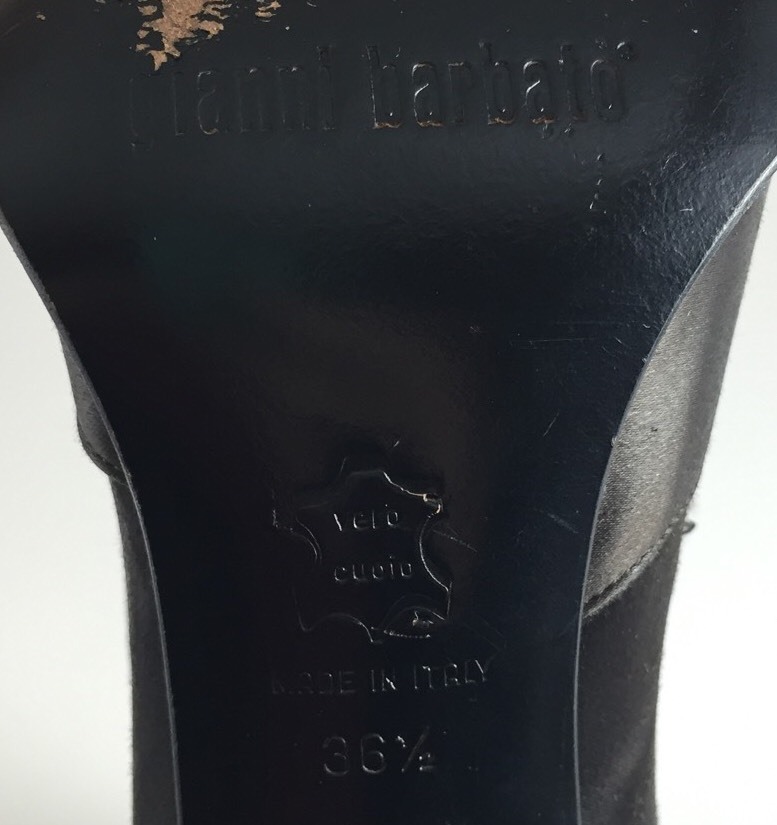 gianni barbato
vero
cuoio
MADE IN ITALY
36½